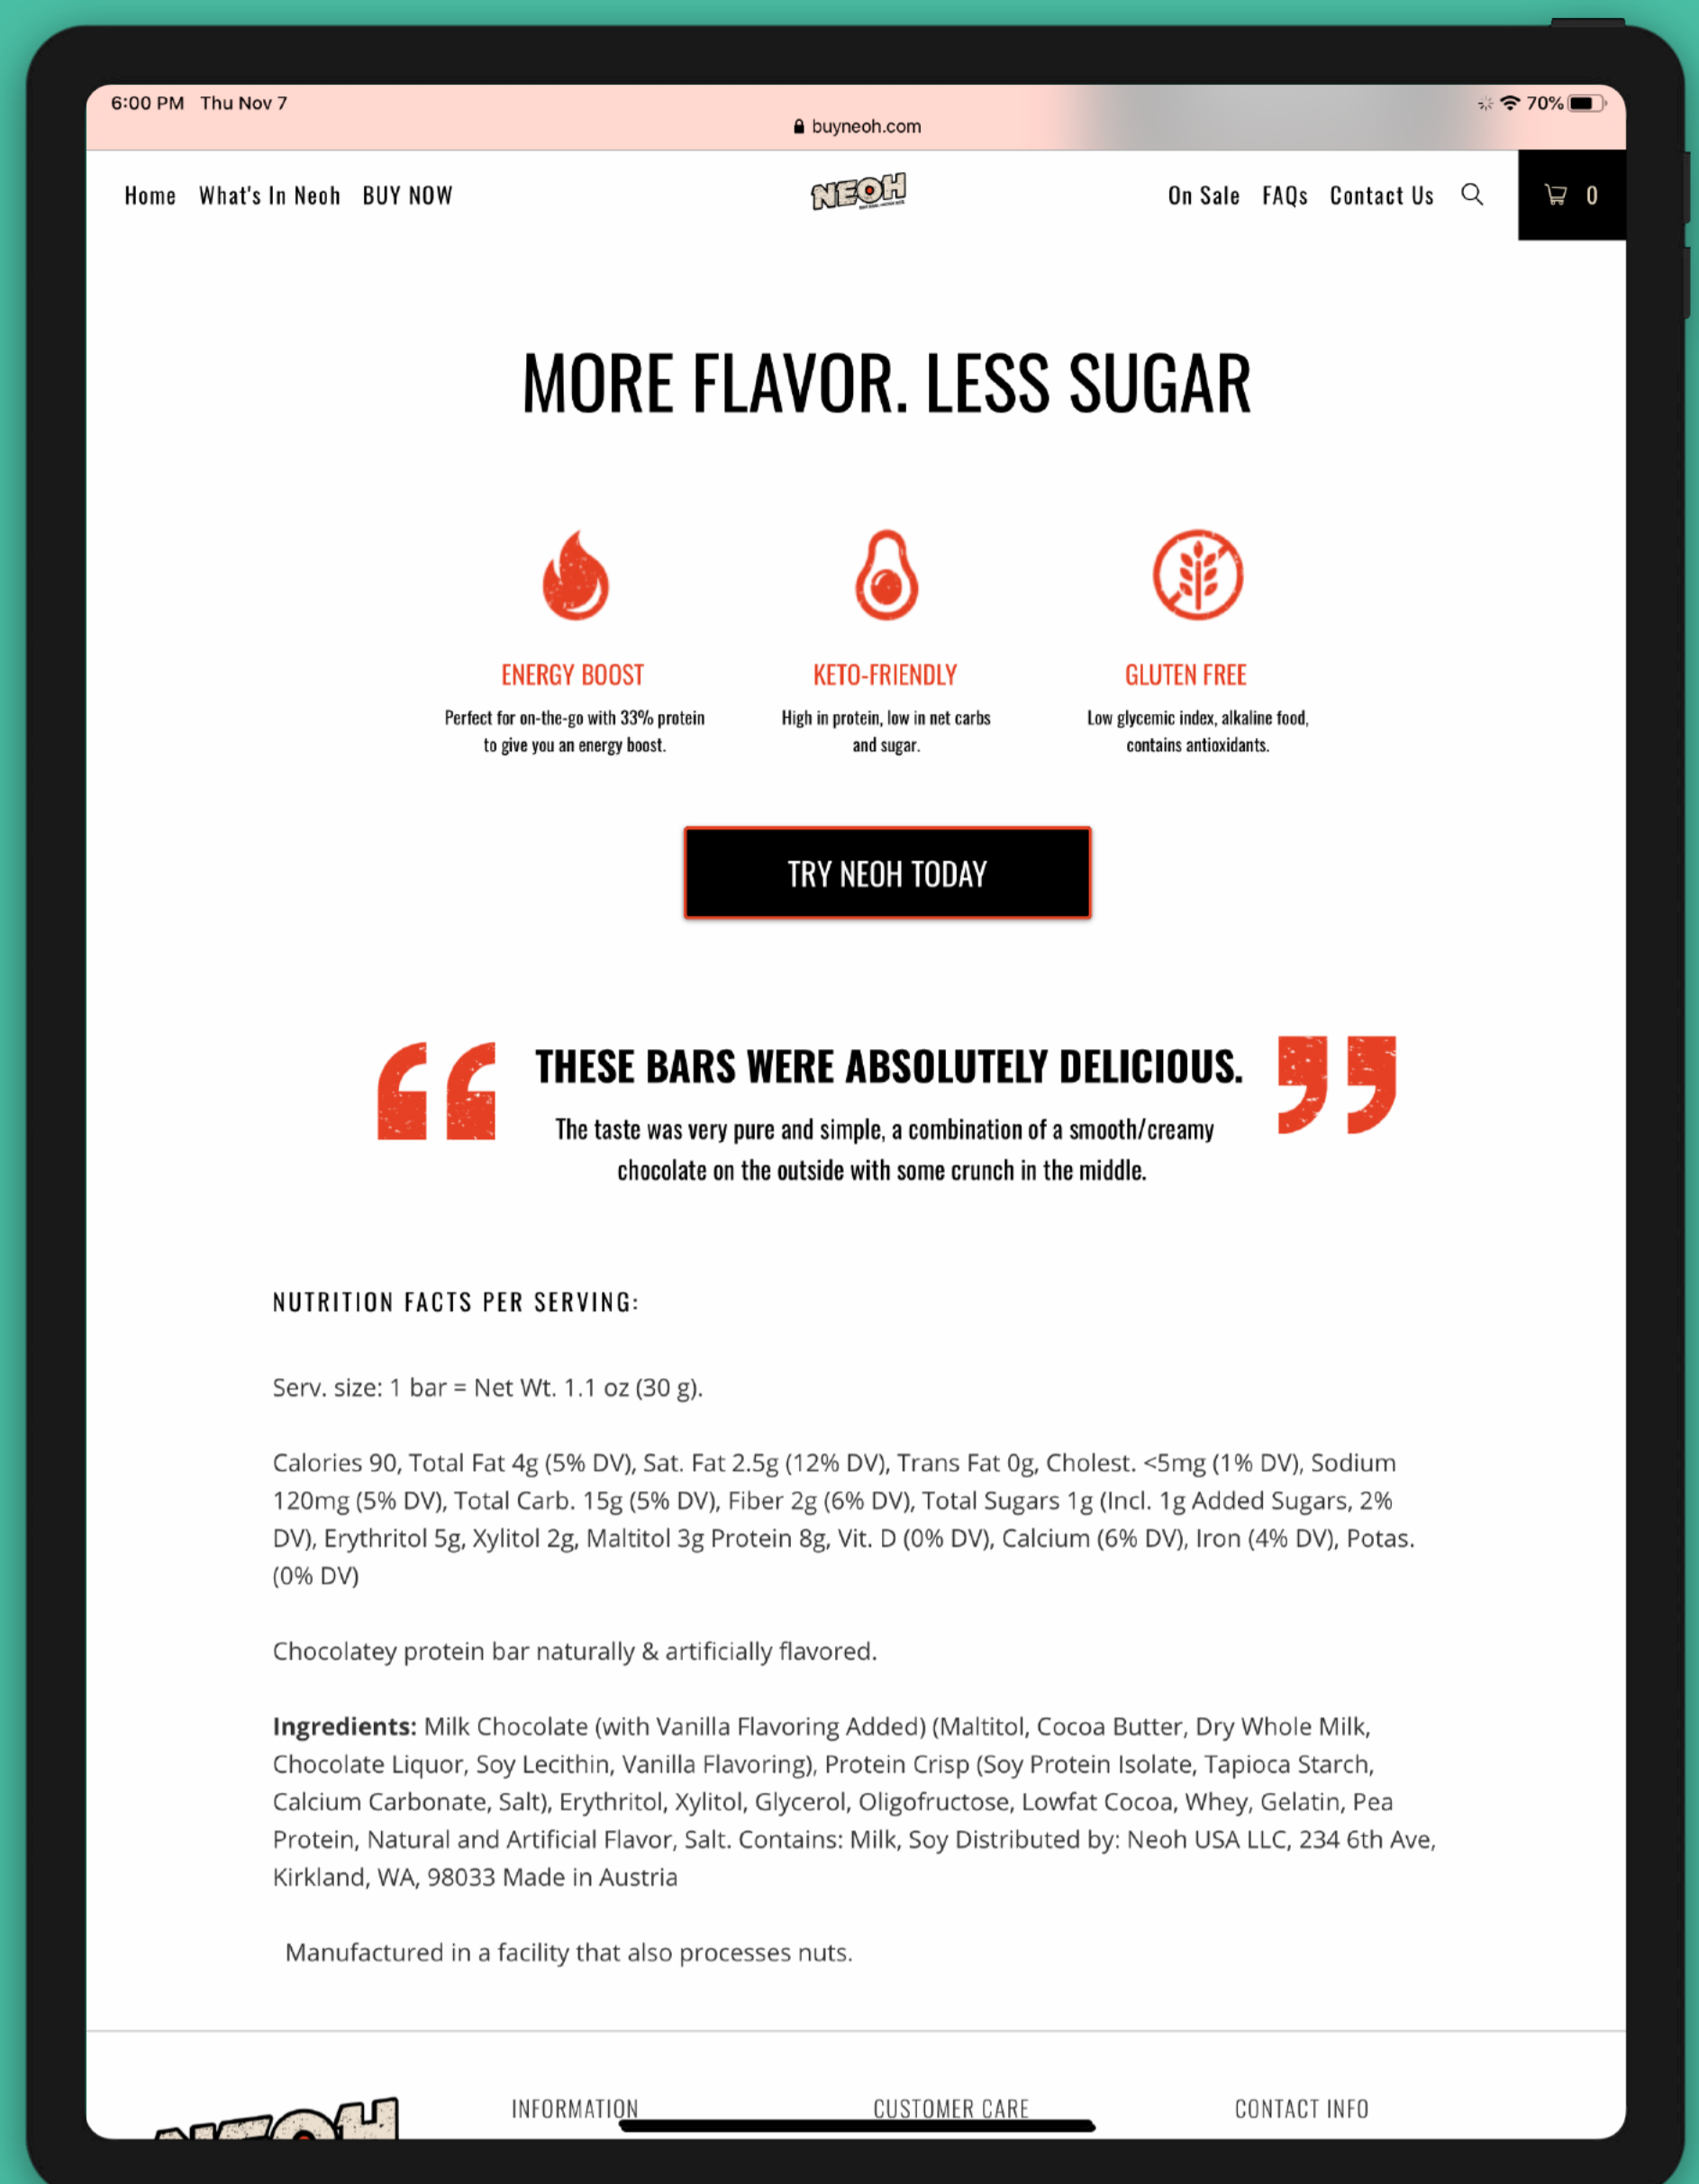 6:00 PM Thu Nov 7
70%
buyneoh.com
Home What's In Neoh BUY NOW
NEOH
On Sale FAQs Contact Us
0
MORE FLAVOR. LESS SUGAR
ENERGY BOOST
Perfect for on-the-go with 33% protein
to give you an energy boost.
KETO-FRIENDLY
High in protein, low in net carbs
and sugar.
GLUTEN FREE
Low glycemic index, alkaline food,
contains antioxidants.
TRY NEOH TODAY
“ THESE BARS WERE ABSOLUTELY DELICIOUS. ”
The taste was very pure and simple, a combination of a smooth/creamy
chocolate on the outside with some crunch in the middle.
NUTRITION FACTS PER SERVING:
Serv. size: 1 bar = Net Wt. 1.1 oz (30 g).
Calories 90, Total Fat 4g (5% DV), Sat. Fat 2.5g (12% DV), Trans Fat 0g, Cholest. <5mg (1% DV), Sodium
120mg (5% DV), Total Carb. 15g (5% DV), Fiber 2g (6% DV), Total Sugars 1g (Incl. 1g Added Sugars, 2%
DV), Erythritol 5g, Xylitol 2g, Maltitol 3g Protein 8g, Vit. D (0% DV), Calcium (6% DV), Iron (4% DV), Potas.
(0% DV)
Chocolatey protein bar naturally & artificially flavored.
Ingredients: Milk Chocolate (with Vanilla Flavoring Added) (Maltitol, Cocoa Butter, Dry Whole Milk,
Chocolate Liquor, Soy Lecithin, Vanilla Flavoring), Protein Crisp (Soy Protein Isolate, Tapioca Starch,
Calcium Carbonate, Salt), Erythritol, Xylitol, Glycerol, Oligofructose, Lowfat Cocoa, Whey, Gelatin, Pea
Protein, Natural and Artificial Flavor, Salt. Contains: Milk, Soy Distributed by: Neoh USA LLC, 234 6th Ave,
Kirkland, WA, 98033 Made in Austria
Manufactured in a facility that also processes nuts.
NEOH
INFORMATION
CUSTOMER CARE
CONTACT INFO